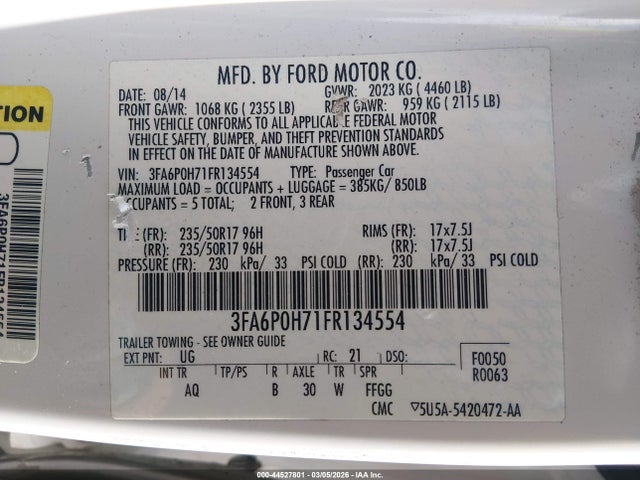 MFD. BY FORD MOTOR CO.
DATE: 08/14 GVWR: 2023 KG ( 4460 LB)
FRONT GAWR: 1068 KG ( 2355 LB) GAWR: 959 KG ( 2115 LB)
THIS VEHICLE CONFORMS TO ALL APPLICABLE FEDERAL MOTOR
VEHICLE SAFETY, BUMPER, AND THEFT PREVENTION STANDARDS
IN EFFECT ON THE DATE OF MANUFACTURE SHOWN ABOVE.
VIN: 3FA6P0H71FR134554 TYPE: Passenger Car
MAXIMUM LOAD = OCCUPANTS + LUGGAGE = 385KG/ 850LB
OCCUPANTS = 5 TOTAL; 2 FRONT, 3 REAR
(FR): 235/50R17 96H RIMS (FR): 17x7.5J
(RR): 235/50R17 96H (RR): 17x7.5J
PRESSURE (FR): 230 kPa/ 33 PSI COLD (RR): 230 kPa/ 33 PSI COLD
3FA6P0H71FR134554
TRAILER TOWING - SEE OWNER GUIDE
EXT PNT: UG RC: 21 DSO: F0050
INT TR TP/PS R AXLE TR SPR R0063
AQ B 30 W FFGG
CMC ▽5U5A-5420472-AA
TION
3FA6P0H71FR134554
000-44527801 - 03/05/2026 - IAAI.COM